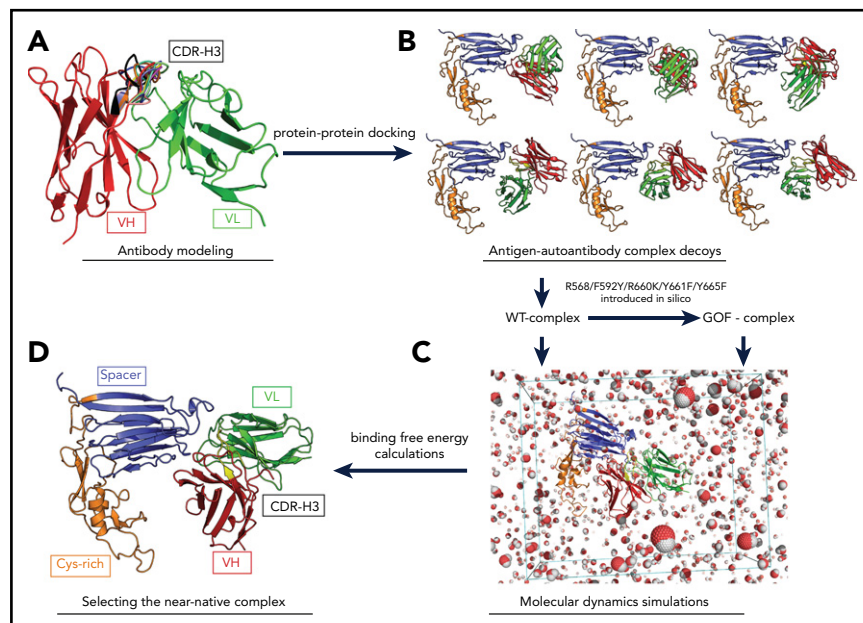 A
CDR-H3
VH
VL
Antibody modeling
protein-protein docking
B
Antigen-autoantibody complex decoys
R568/F592Y/R660K/Y661F/Y665F
introduced in silico
WT-complex
GOF - complex
C
Molecular dynamics simulations
binding free energy
calculations
D
Spacer
VL
CDR-H3
VH
Cys-rich
Selecting the near-native complex